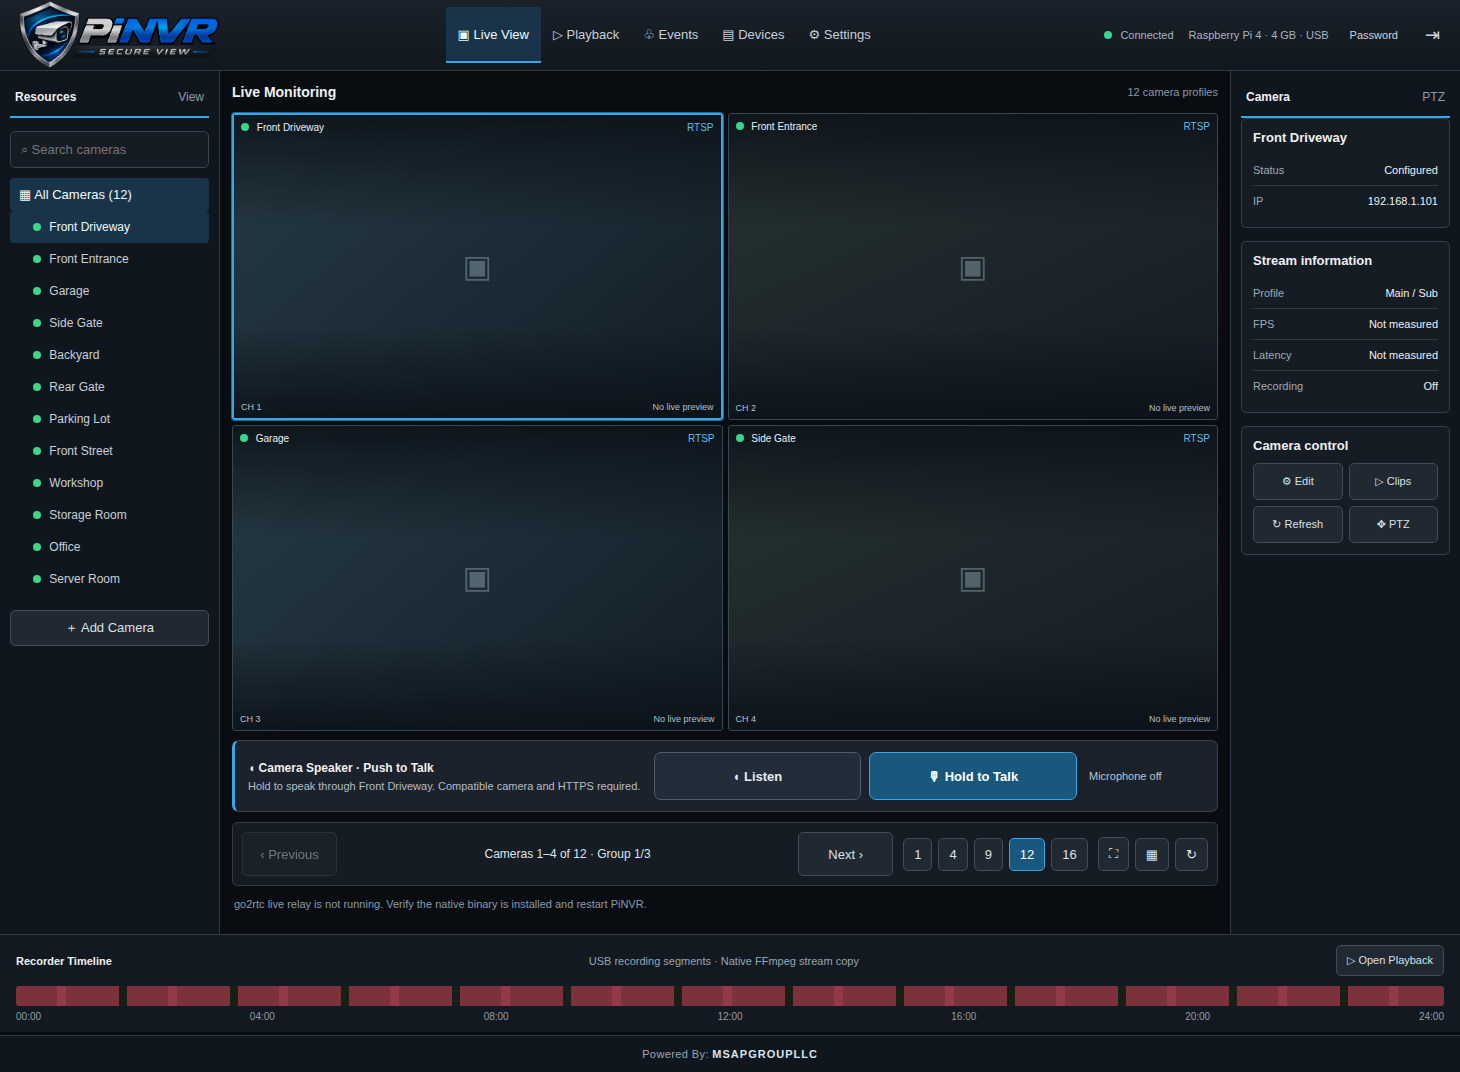 PiNVR
SECURE VIEW
Live View
Playback
Events
Devices
Settings
Connected
Raspberry Pi 4 · 4 GB · USB
Password
Resources
View
Search cameras
All Cameras (12)
Front Driveway
Front Entrance
Garage
Side Gate
Backyard
Rear Gate
Parking Lot
Front Street
Workshop
Storage Room
Office
Server Room
+ Add Camera
Live Monitoring
12 camera profiles
Front Driveway
RTSP
CH 1
No live preview
Front Entrance
RTSP
CH 2
No live preview
Garage
RTSP
CH 3
No live preview
Side Gate
RTSP
CH 4
No live preview
Camera Speaker · Push to Talk
Hold to speak through Front Driveway. Compatible camera and HTTPS required.
Listen
Hold to Talk
Microphone off
‹ Previous
Cameras 1–4 of 12 · Group 1/3
Next ›
1
4
9
12
16
go2rtc live relay is not running. Verify the native binary is installed and restart PiNVR.
Camera
PTZ
Front Driveway
Status
Configured
IP
192.168.1.101
Stream information
Profile
Main / Sub
FPS
Not measured
Latency
Not measured
Recording
Off
Camera control
Edit
Clips
Refresh
PTZ
Recorder Timeline
USB recording segments · Native FFmpeg stream copy
Open Playback
00:00
04:00
08:00
12:00
16:00
20:00
24:00
Powered By: MSAPGROUPLLC